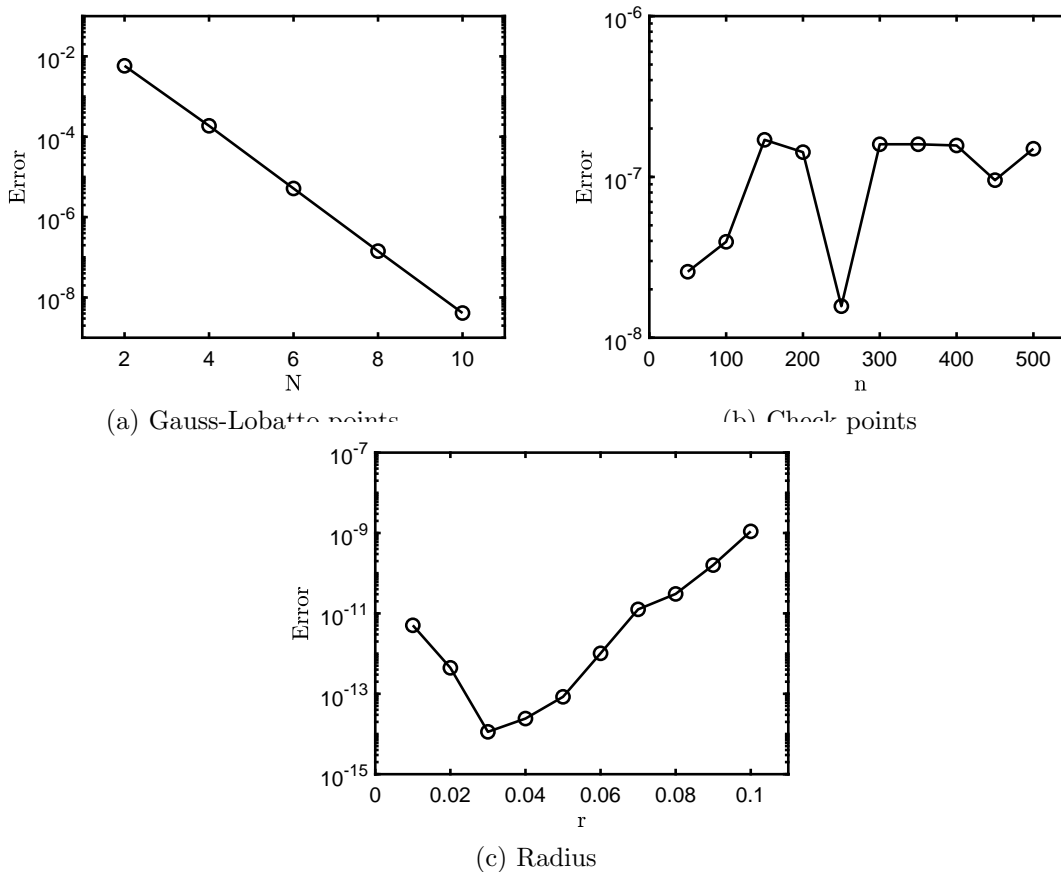 10^-2
10^-4
10^-6
10^-8
Error
2 4 6 8 10
N
(a) Gauss-Lobatto points
10^-6
10^-7
10^-8
Error
0 100 200 300 400 500
n
(b) Check points
10^-7
10^-9
10^-11
10^-13
10^-15
Error
0 0.02 0.04 0.06 0.08 0.1
r
(c) Radius